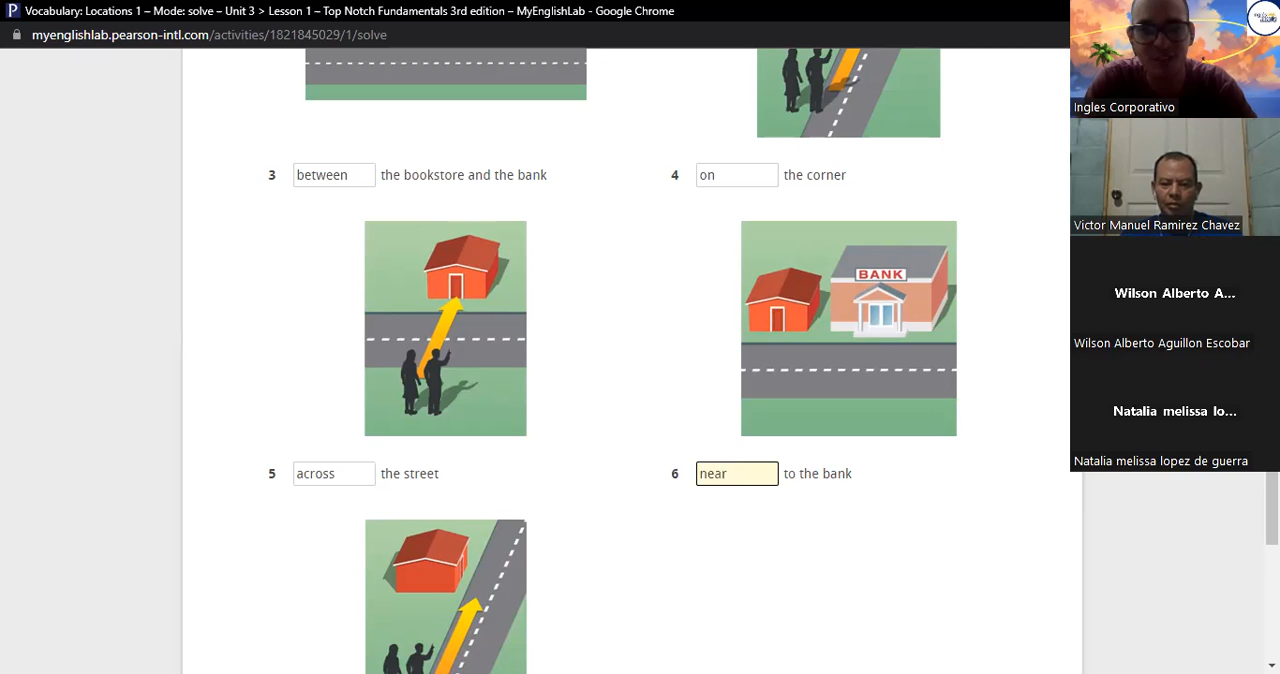 Vocabulary: Locations 1 – Mode: solve – Unit 3 > Lesson 1 – Top Notch Fundamentals 3rd edition – MyEnglishLab - Google Chrome
myenglishlab.pearson-intl.com/activities/1821845029/1/solve
Ingles Corporativo
3 between the bookstore and the bank
4 on the corner
Victor Manuel Ramirez Chavez
BANK
Wilson Alberto A...
Wilson Alberto Aguillon Escobar
Natalia melissa lo...
Natalia melissa lopez de guerra
5 across the street
6 near to the bank